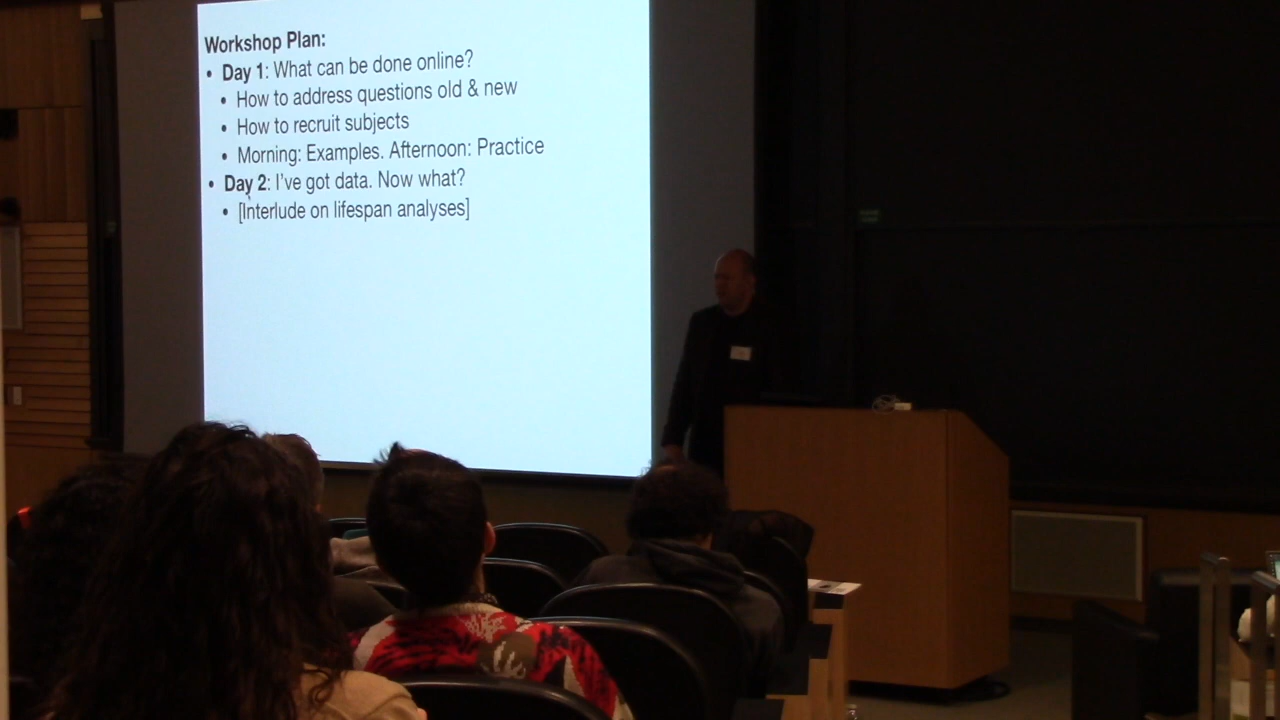 Workshop Plan:
• Day 1: What can be done online?
• How to address questions old & new
• How to recruit subjects
• Morning: Examples. Afternoon: Practice
• Day 2: I've got data. Now what?
• [Interlude on lifespan analyses]